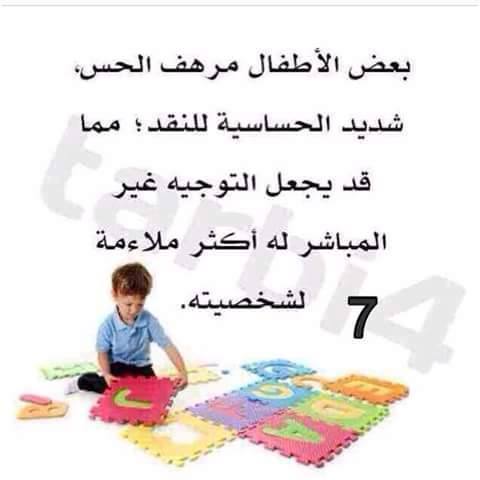 بعض الأطفال مرهف الحس،
شديد الحساسية للنقد؛ مما
قد يجعل التوجيه غير
المباشر له أكثر ملاءمة
لشخصيته.
7
tarbi4